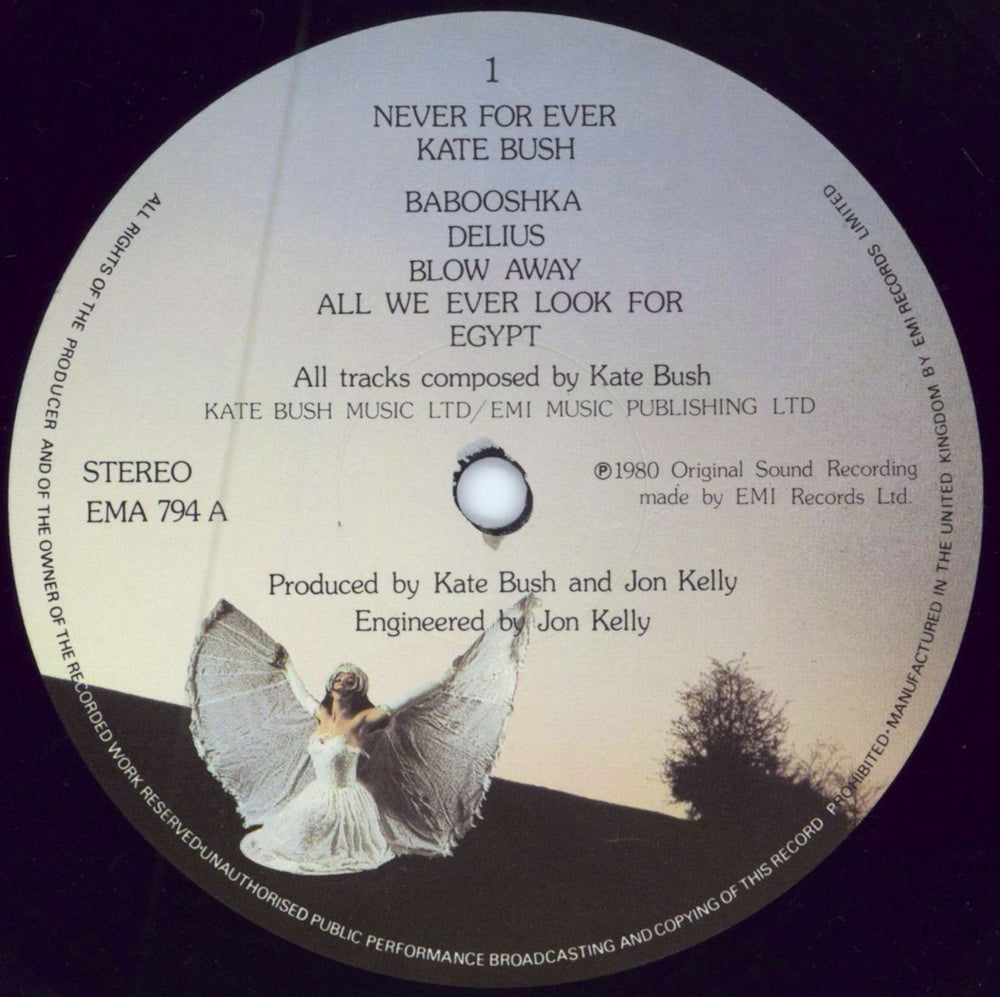 1
NEVER FOR EVER
KATE BUSH
BABOOSHKA
DELIUS
BLOW AWAY
ALL WE EVER LOOK FOR
EGYPT
All tracks composed by Kate Bush
KATE BUSH MUSIC LTD/EMI MUSIC PUBLISHING LTD
STEREO
EMA 794 A
℗1980 Original Sound Recording
made by EMI Records Ltd.
Produced by Kate Bush and Jon Kelly
Engineered by Jon Kelly
ALL RIGHTS OF THE PRODUCER AND OF THE OWNER OF THE RECORDED WORK RESERVED·UNAUTHORISED PUBLIC PERFORMANCE BROADCASTING AND COPYING OF THIS RECORD PROHIBITED·MANUFACTURED IN THE UNITED KINGDOM BY EMI RECORDS LIMITED